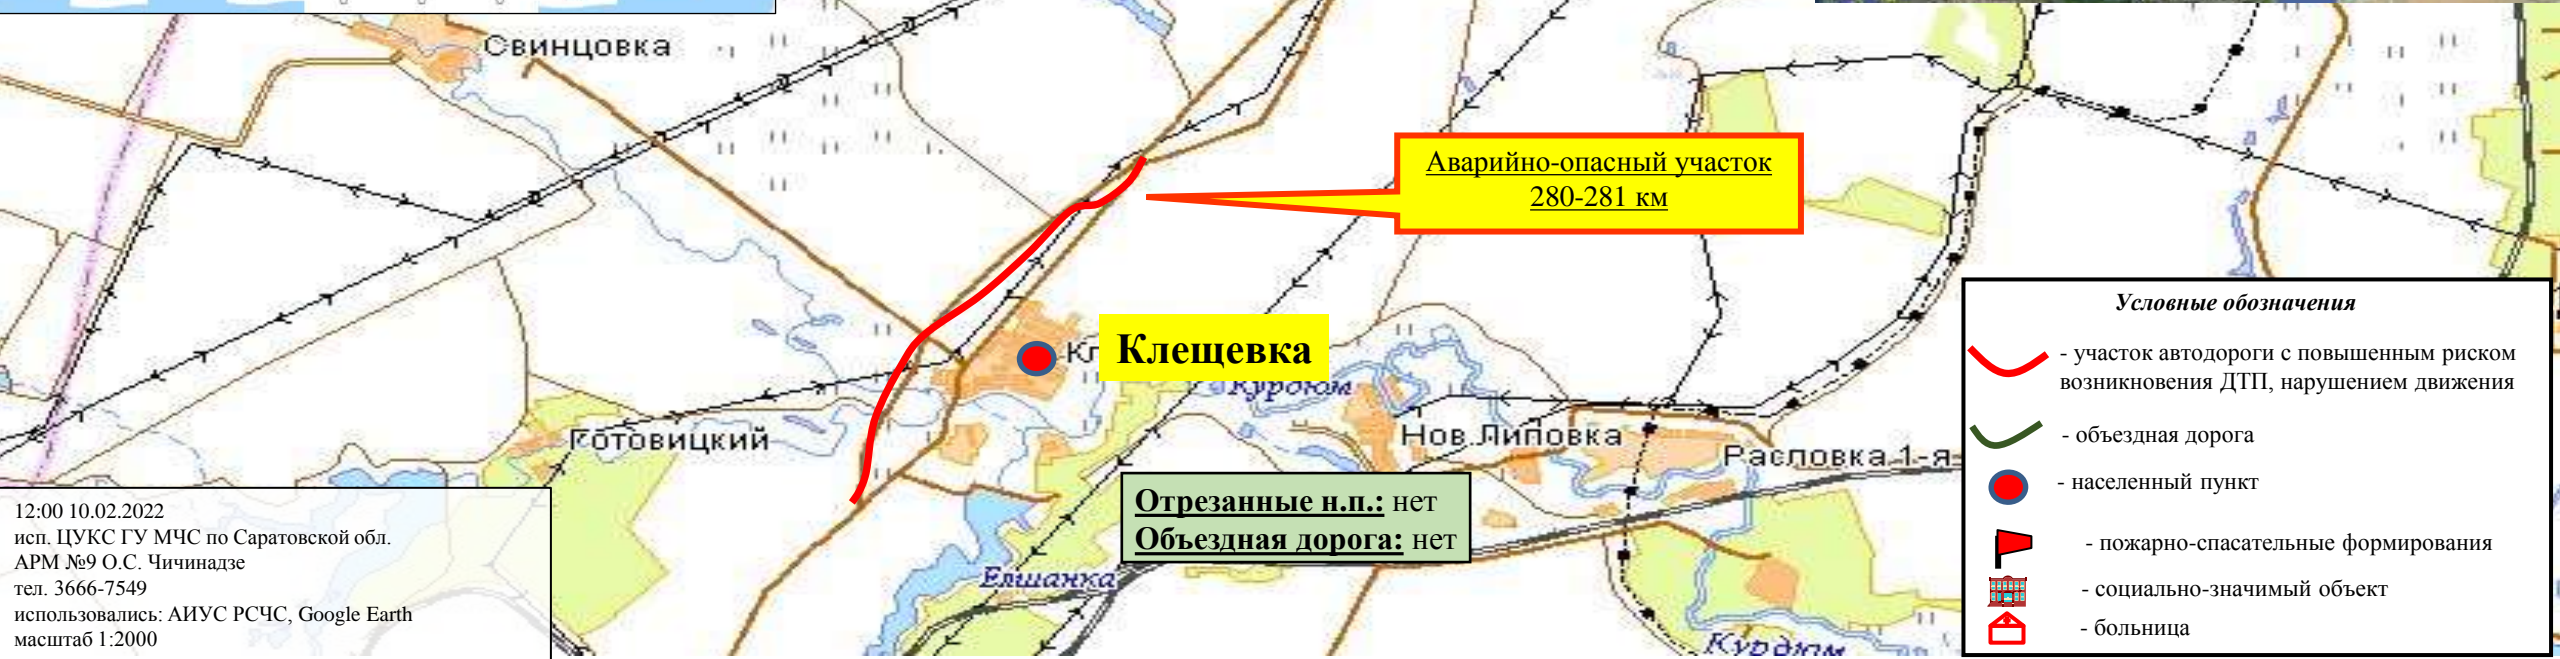 Свинцовка
Аварийно-опасный участок
280-281 км
Условные обозначения
- участок автодороги с повышенным риском
возникновения ДТП, нарушением движения
- объездная дорога
- населенный пункт
- пожарно-спасательные формирования
- социально-значимый объект
- больница
Кл
Клещевка
Курдюм
Готовицкий
Нов.Липовка
Расловка 1-я
Отрезанные н.п.: нет
Объездная дорога: нет
Елшанка
Курдюм
12:00 10.02.2022
исп. ЦУКС ГУ МЧС по Саратовской обл.
АРМ №9 О.С. Чичинадзе
тел. 3666-7549
использовались: АИУС РСЧС, Google Earth
масштаб 1:2000